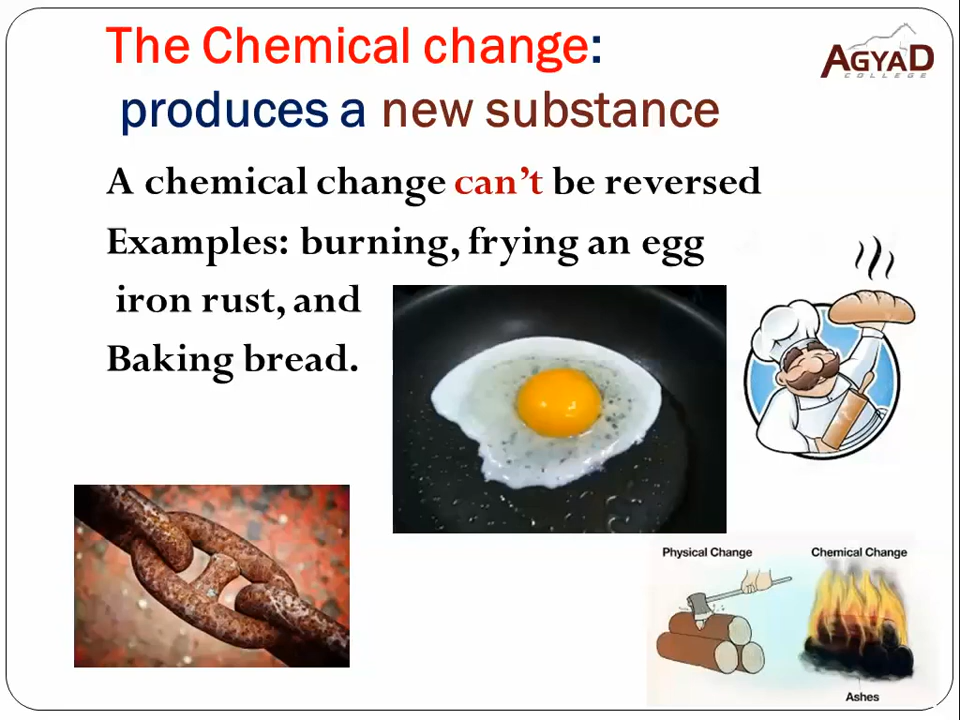 The Chemical change:
produces a new substance
AGYAD
COLLEGE
A chemical change can't be reversed
Examples: burning, frying an egg
iron rust, and
Baking bread.
Physical Change
Chemical Change
Ashes